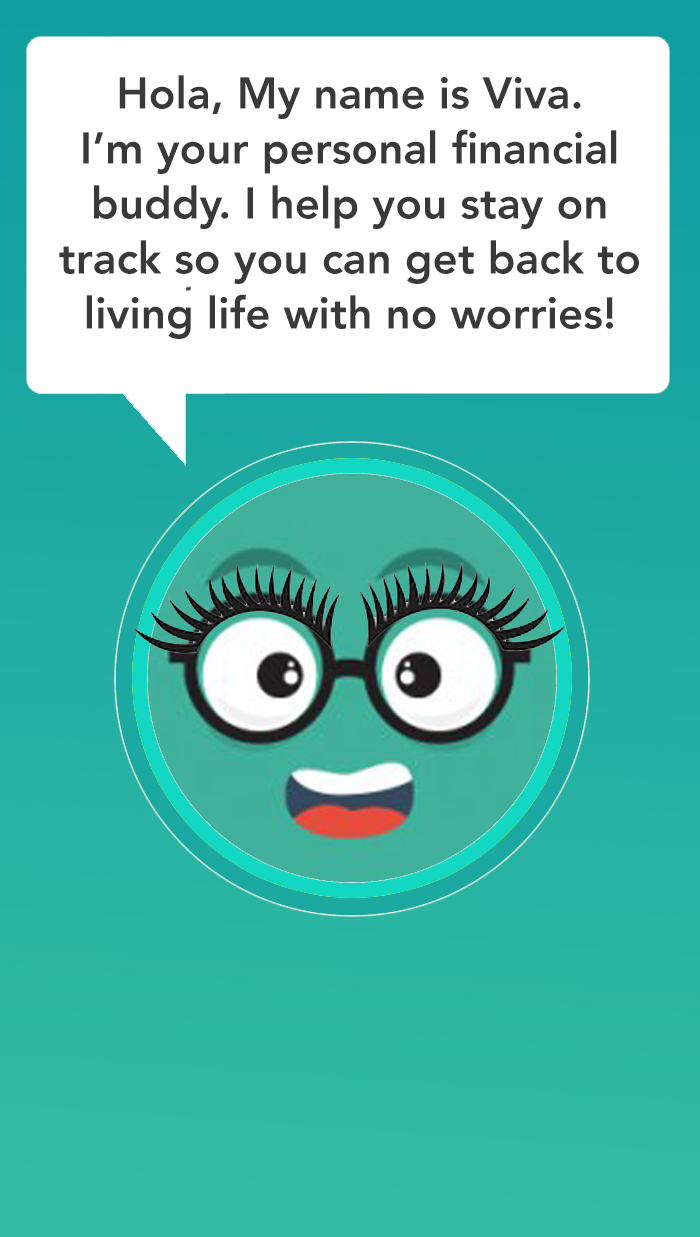 Hola, My name is Viva.
I’m your personal financial
buddy. I help you stay on
track so you can get back to
living life with no worries!